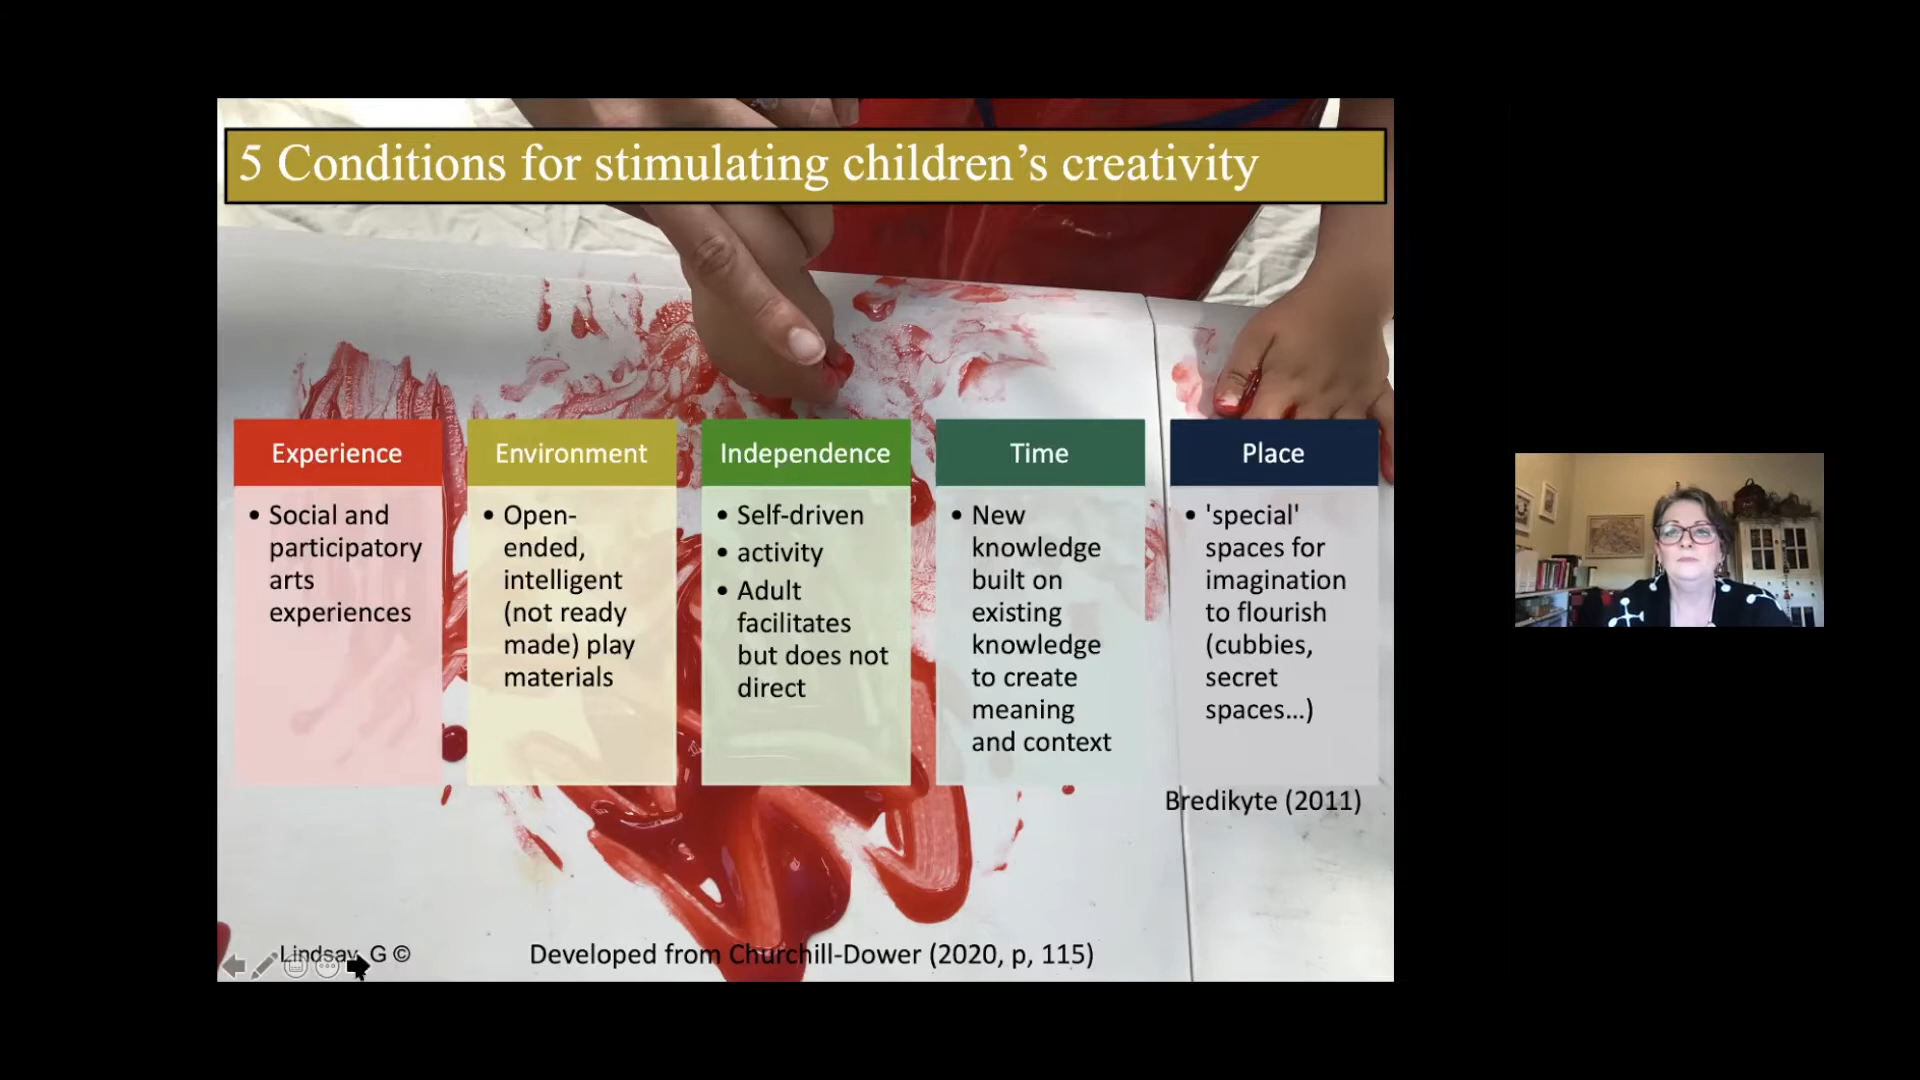 5 Conditions for stimulating children’s creativity
Experience
• Social and
participatory
arts
experiences
Environment
• Open-
ended,
intelligent
(not ready
made) play
materials
Independence
• Self-driven
• activity
• Adult
facilitates
but does not
direct
Time
• New
knowledge
built on
existing
knowledge
to create
meaning
and context
Place
• 'special'
spaces for
imagination
to flourish
(cubbies,
secret
spaces...)
Bredikyte (2011)
Lindsay, G ©
Developed from Churchill-Dower (2020, p, 115)